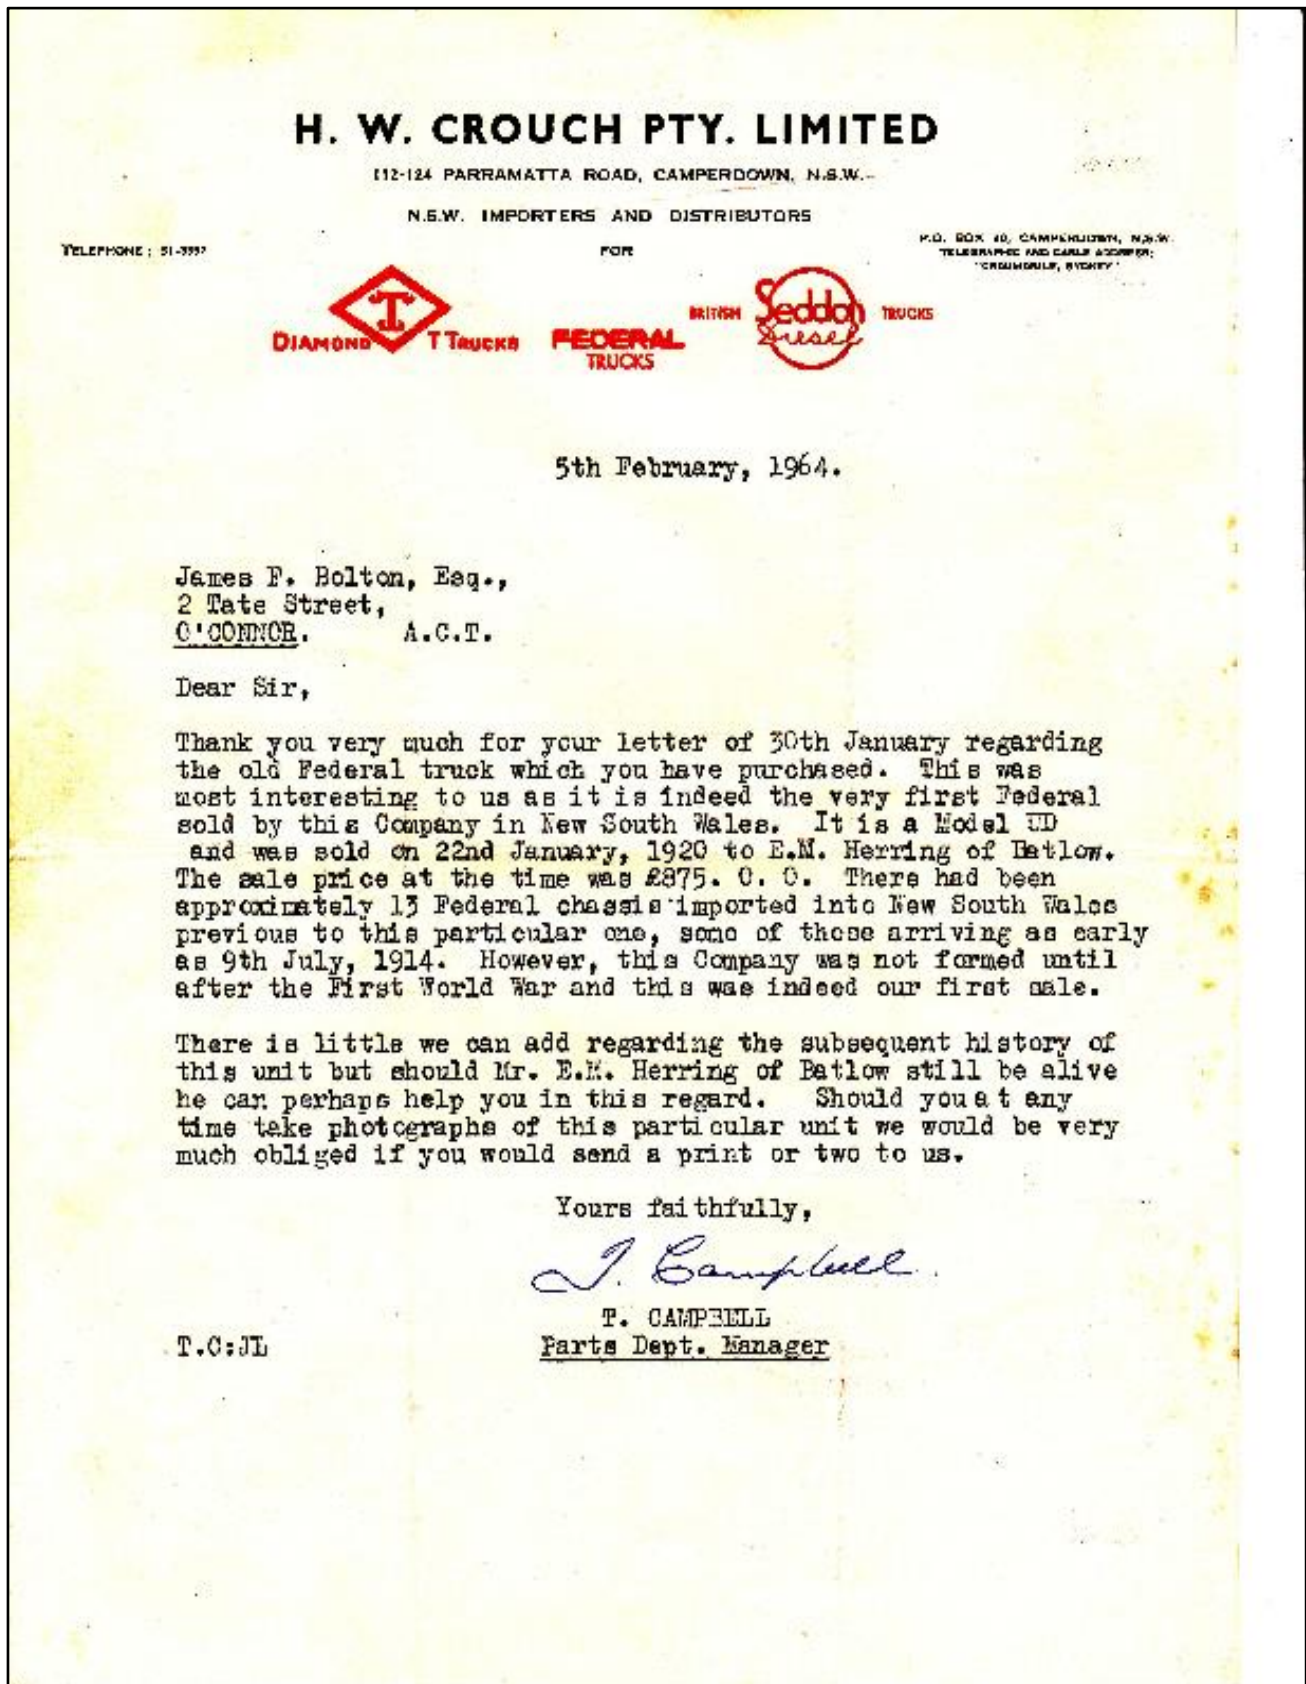 H. W. CROUCH PTY. LIMITED
112-124 PARRAMATTA ROAD, CAMPERDOWN, N.S.W.
N.S.W. IMPORTERS AND DISTRIBUTORS
FOR
TELEPHONE: 51-
P.O. BOX 40, CAMPERDOWN, N.S.W.
TELEGRAPHIC AND CABLE ADDRESS:
SYDNEY"
T
DIAMOND T TRUCKS
FEDERAL
TRUCKS
BRITISH Seddon Diesel TRUCKS
5th February, 1964.
James F. Bolton, Esq.,
2 Tate Street,
O'CONNOR. A.C.T.
Dear Sir,
Thank you very much for your letter of 30th January regarding
the old Federal truck which you have purchased. This was
most interesting to us as it is indeed the very first Federal
sold by this Company in New South Wales. It is a Model UD
and was sold on 22nd January, 1920 to E.M. Herring of Batlow.
The sale price at the time was £875. 0. 0. There had been
approximately 13 Federal chassis imported into New South Wales
previous to this particular one, some of these arriving as early
as 9th July, 1914. However, this Company was not formed until
after the First World War and this was indeed our first sale.
There is little we can add regarding the subsequent history of
this unit but should Mr. E.M. Herring of Batlow still be alive
he can perhaps help you in this regard. Should you at any
time take photographs of this particular unit we would be very
much obliged if you would send a print or two to us.
Yours faithfully,
T. Campbell.
T. CAMPBELL
T.C:JL Parts Dept. Manager